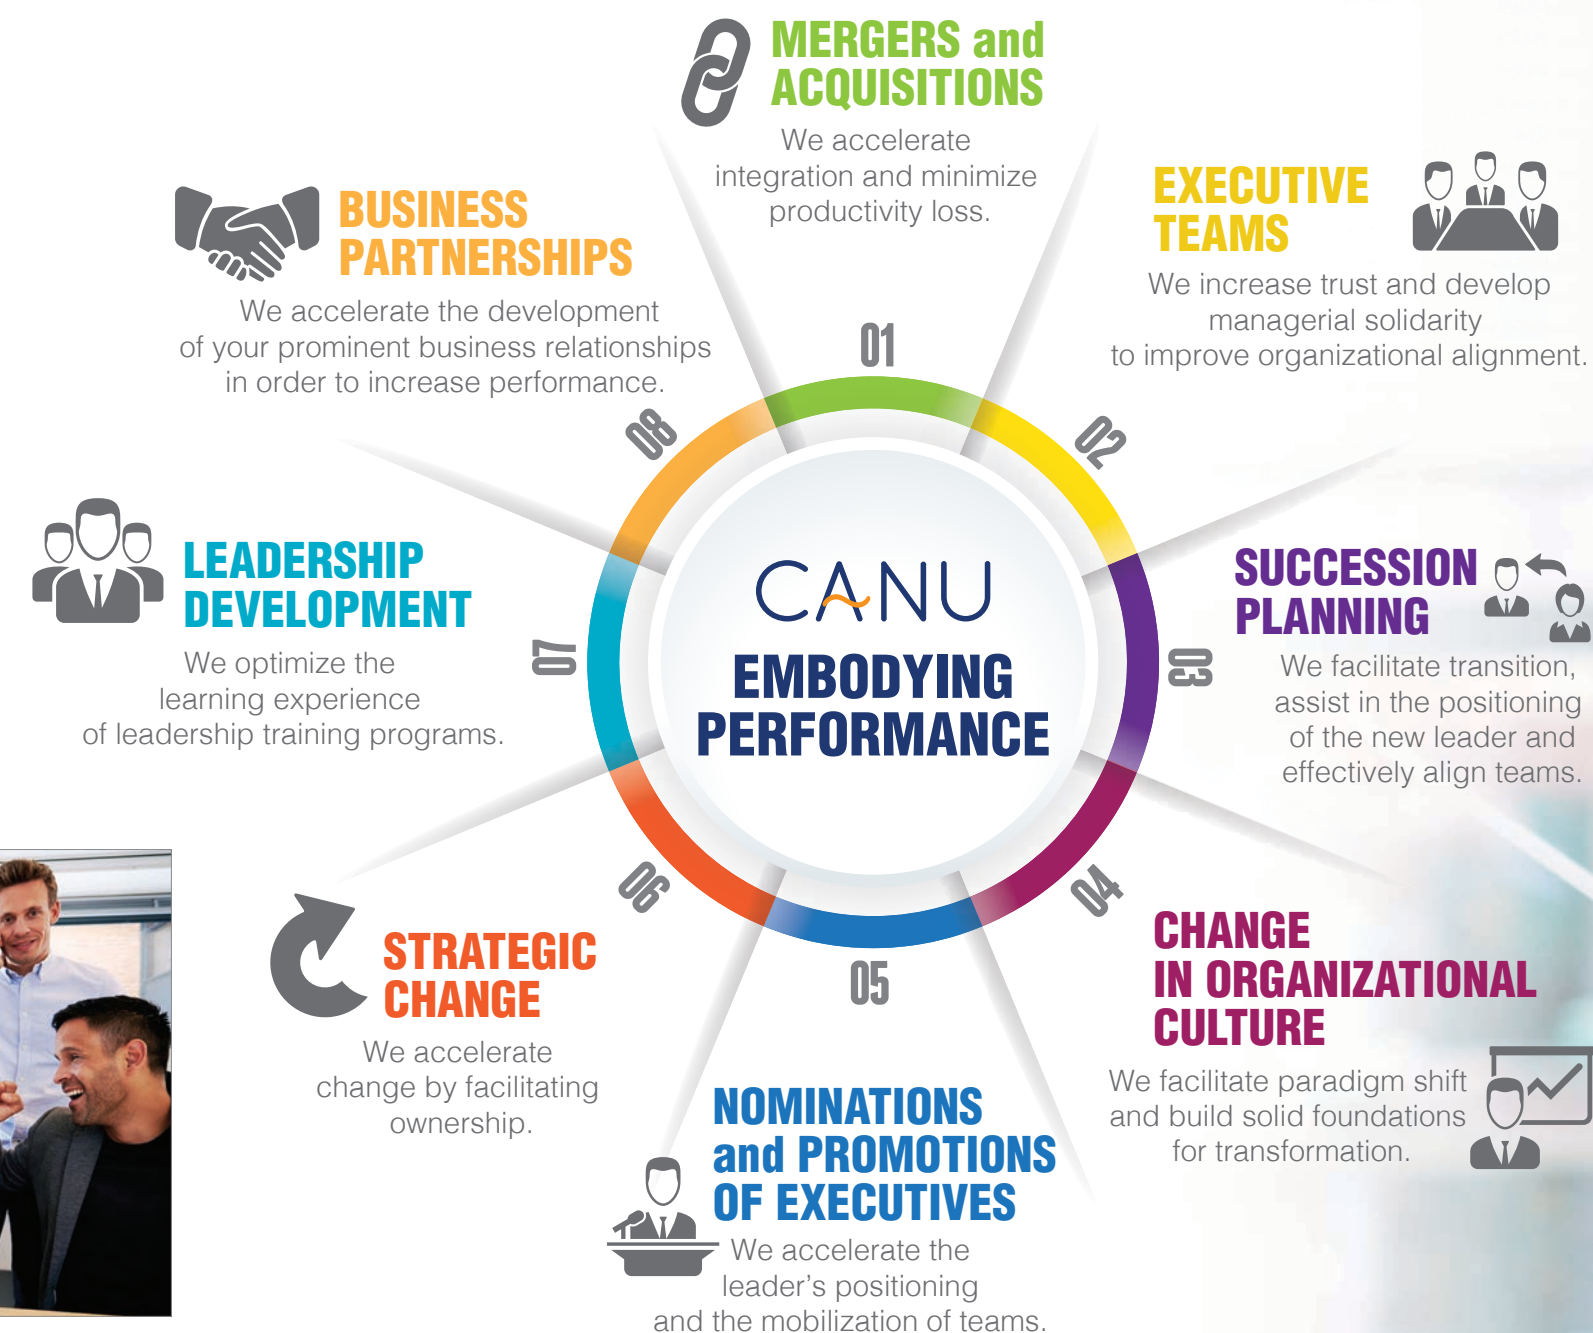 MERGERS and
ACQUISITIONS
We accelerate
integration and minimize
productivity loss.
01
EXECUTIVE
TEAMS
We increase trust and develop
managerial solidarity
to improve organizational alignment.
02
SUCCESSION
PLANNING
We facilitate transition,
assist in the positioning
of the new leader and
effectively align teams.
03
CHANGE
IN ORGANIZATIONAL
CULTURE
We facilitate paradigm shift
and build solid foundations
for transformation.
04
NOMINATIONS
and PROMOTIONS
OF EXECUTIVES
We accelerate the
leader's positioning
and the mobilization of teams.
05
STRATEGIC
CHANGE
We accelerate
change by facilitating
ownership.
06
LEADERSHIP
DEVELOPMENT
We optimize the
learning experience
of leadership training programs.
07
BUSINESS
PARTNERSHIPS
We accelerate the development
of your prominent business relationships
in order to increase performance.
08
CANU
EMBODYING
PERFORMANCE